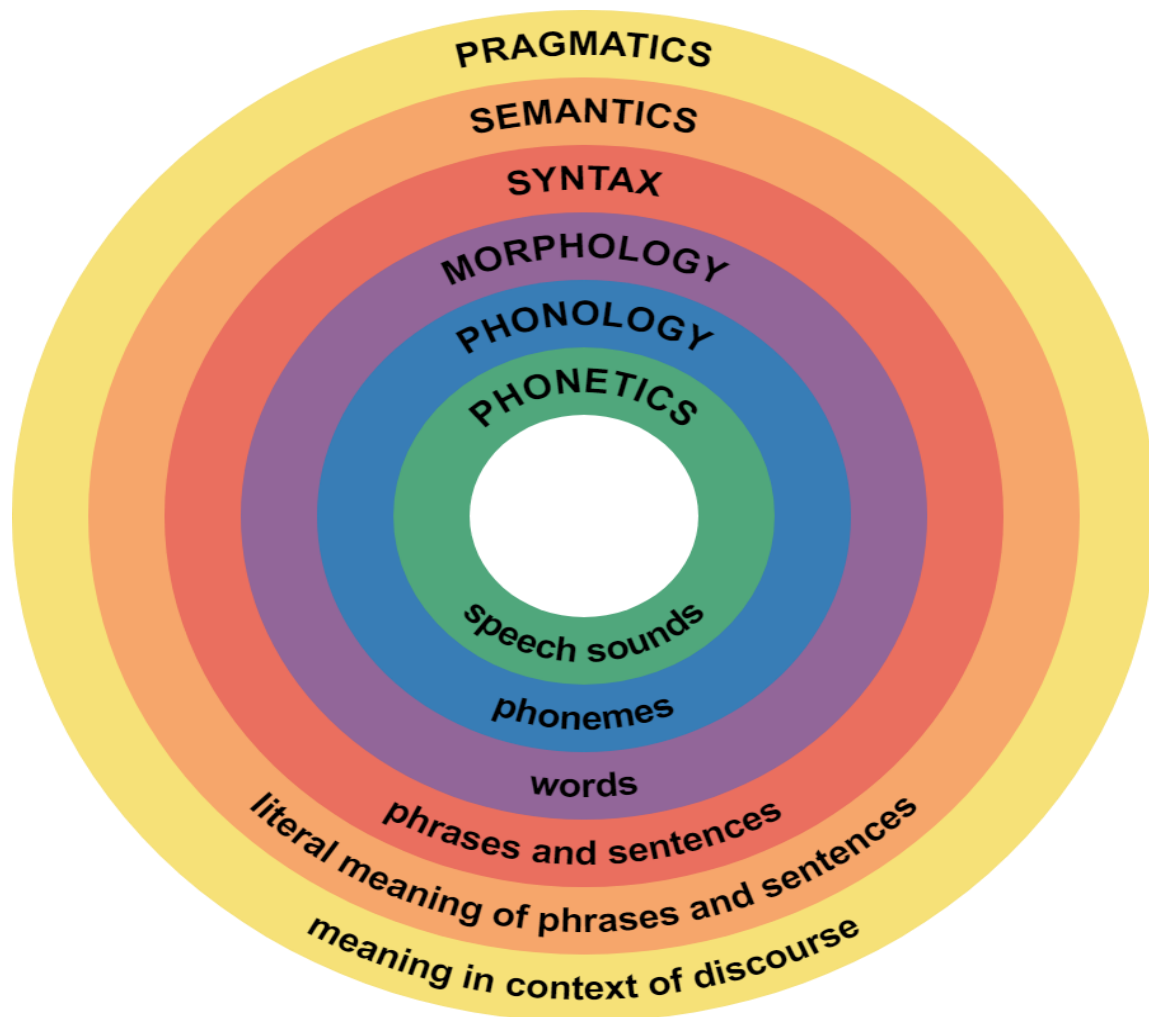 PRAGMATICS
SEMANTICS
SYNTAX
MORPHOLOGY
PHONOLOGY
PHONETICS
speech sounds
phonemes
words
phrases and sentences
literal meaning of phrases and sentences
meaning in context of discourse